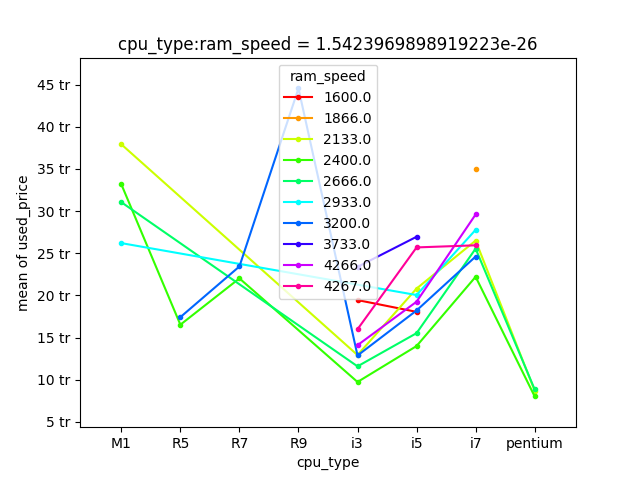 cpu_type:ram_speed = 1.5423969898919223e-26
ram_speed
1600.0
1866.0
2133.0
2400.0
2666.0
2933.0
3200.0
3733.0
4266.0
4267.0
45 tr
40 tr
35 tr
30 tr
25 tr
20 tr
15 tr
10 tr
5 tr
mean of used_price
M1 R5 R7 R9 i3 i5 i7 pentium
cpu_type